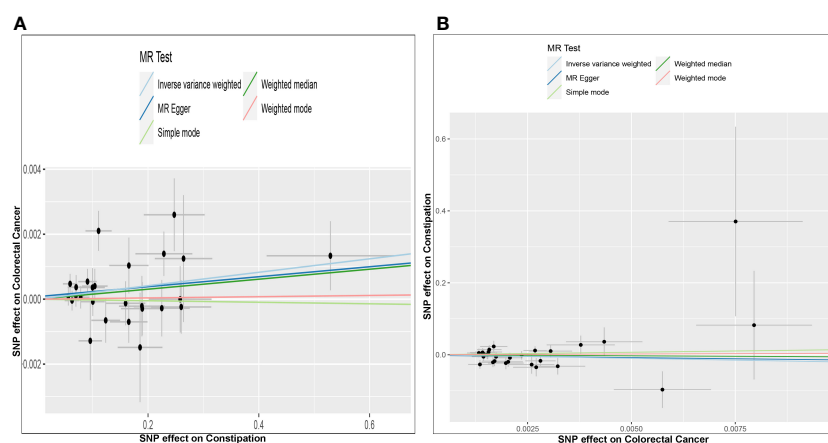 A
MR Test
Inverse variance weighted
Weighted median
MR Egger
Weighted mode
Simple mode
0.004
0.002
0.000
0.002
SNP effect on Colorectal Cancer
0.2
0.4
0.6
SNP effect on Constipation
B
MR Test
Inverse variance weighted
Weighted median
MR Egger
Weighted mode
Simple mode
0.6
0.4
0.2
0.0
SNP effect on Constipation
0.0025
0.0050
0.0075
SNP effect on Colorectal Cancer